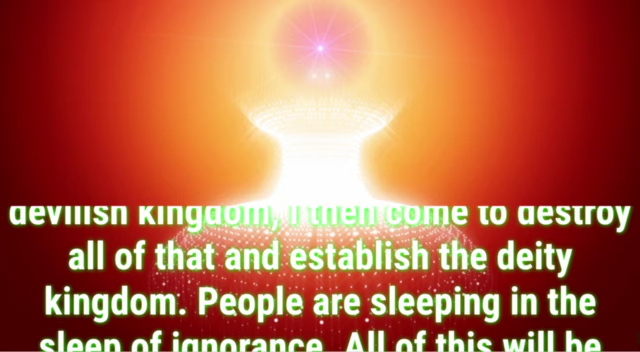 devilish kingdom, I then come to destroy
all of that and establish the deity
kingdom. People are sleeping in the
sleep of ignorance. All of this will be